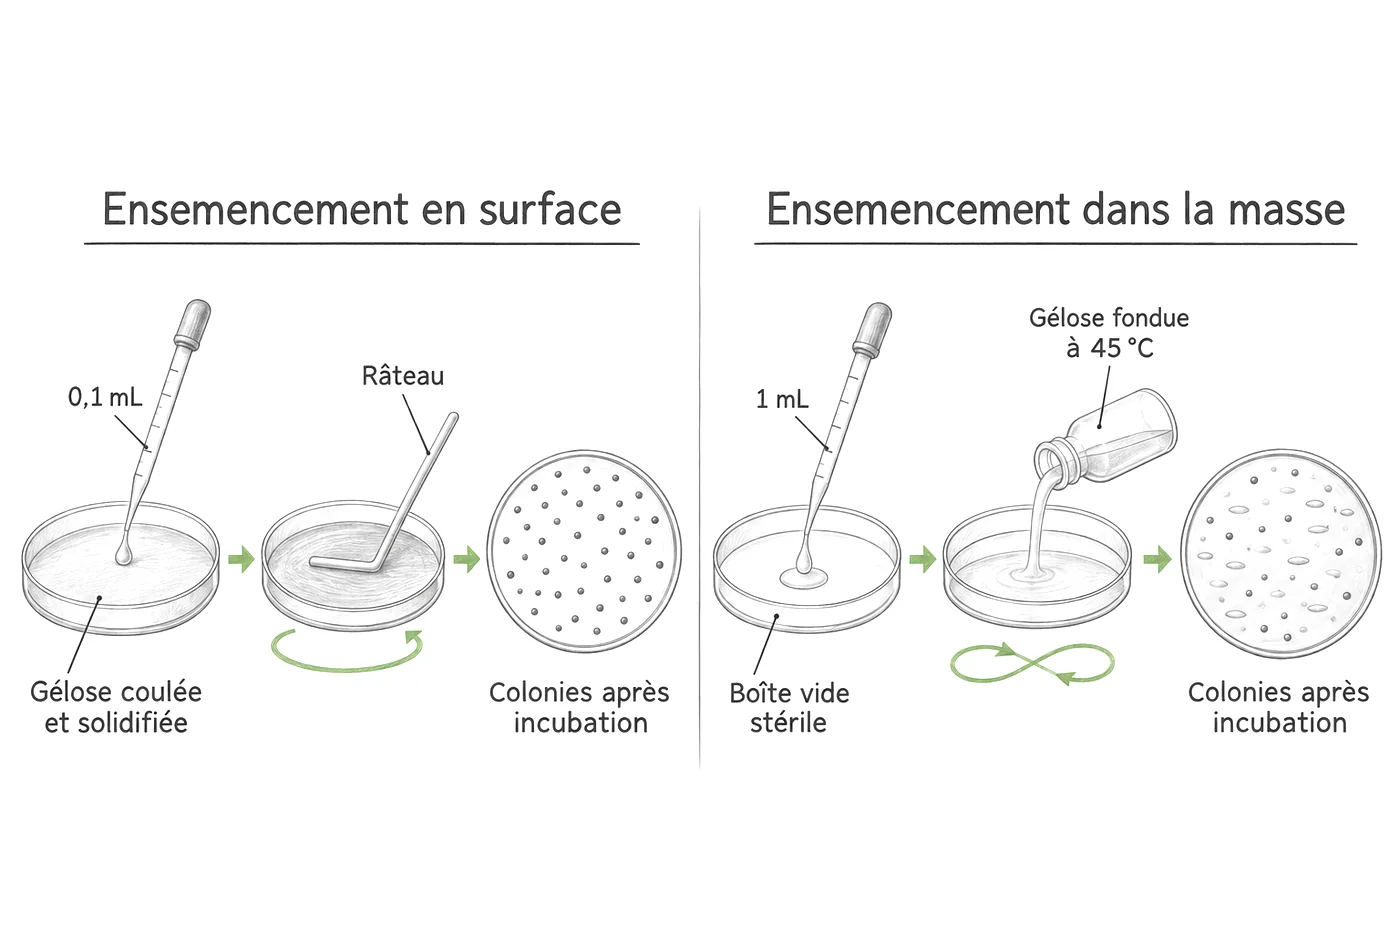 Ensemencement en surface
0,1 mL
Râteau
Gélose coulée
et solidifiée
Colonies après
incubation
Ensemencement dans la masse
1 mL
Gélose fondue
à 45 °C
Boîte vide
stérile
Colonies après
incubation